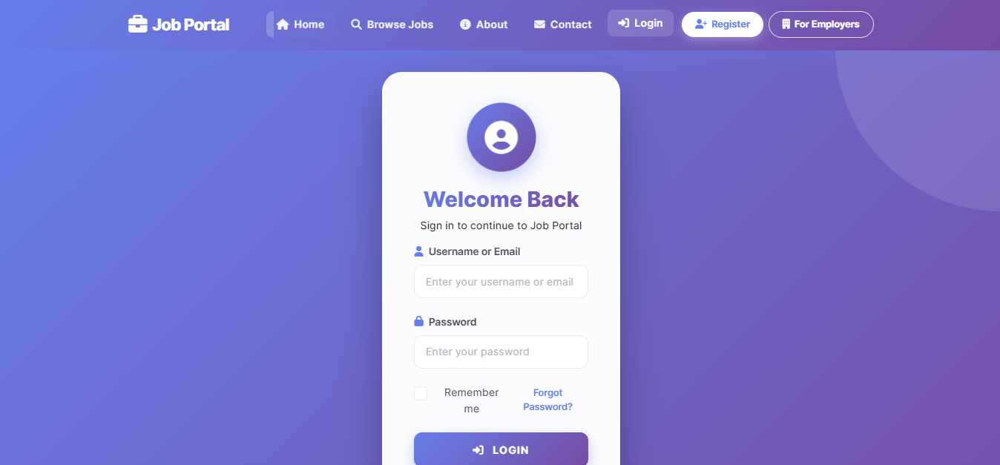 Job Portal Home Browse Jobs About Contact Login Register For Employers
Welcome Back
Sign in to continue to Job Portal
Username or Email
Enter your username or email
Password
Enter your password
Remember me
Forgot Password?
LOGIN